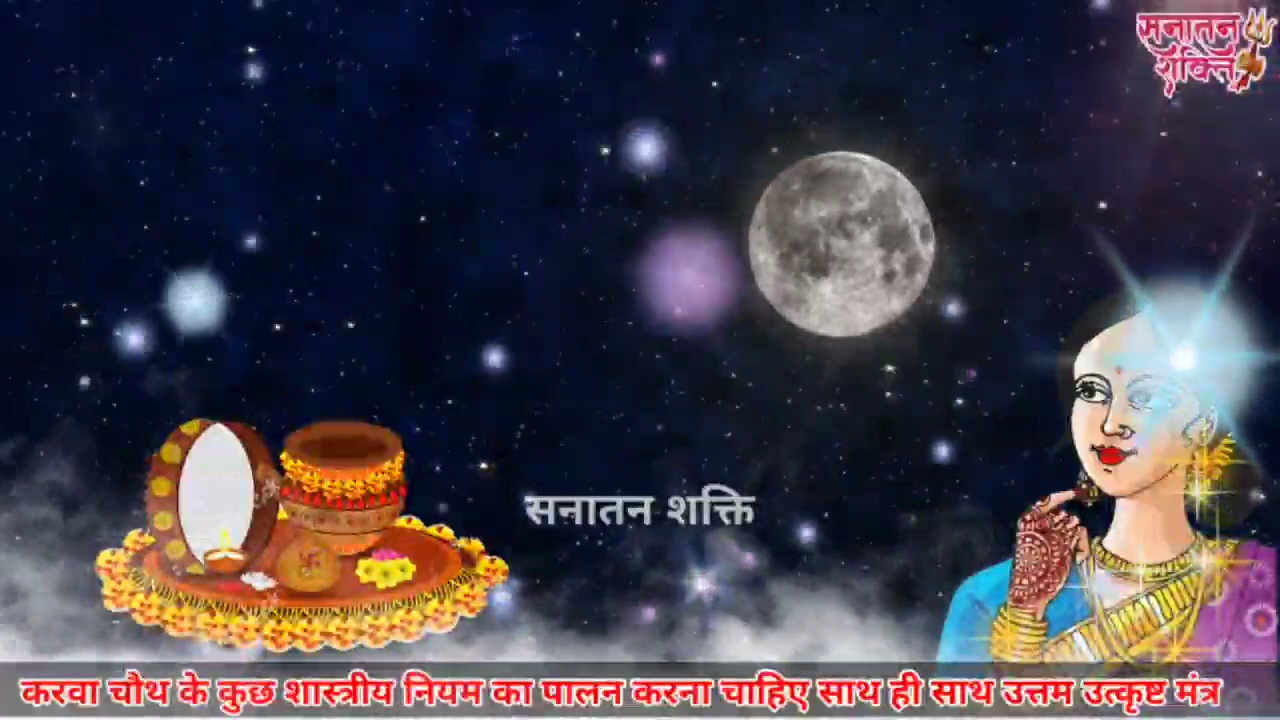 सनातन
शक्ति
सनातन शक्ति
करवा चौथ के कुछ शास्त्रीय नियम का पालन करना चाहिए साथ ही साथ उत्तम उत्कृष्ट मंत्र